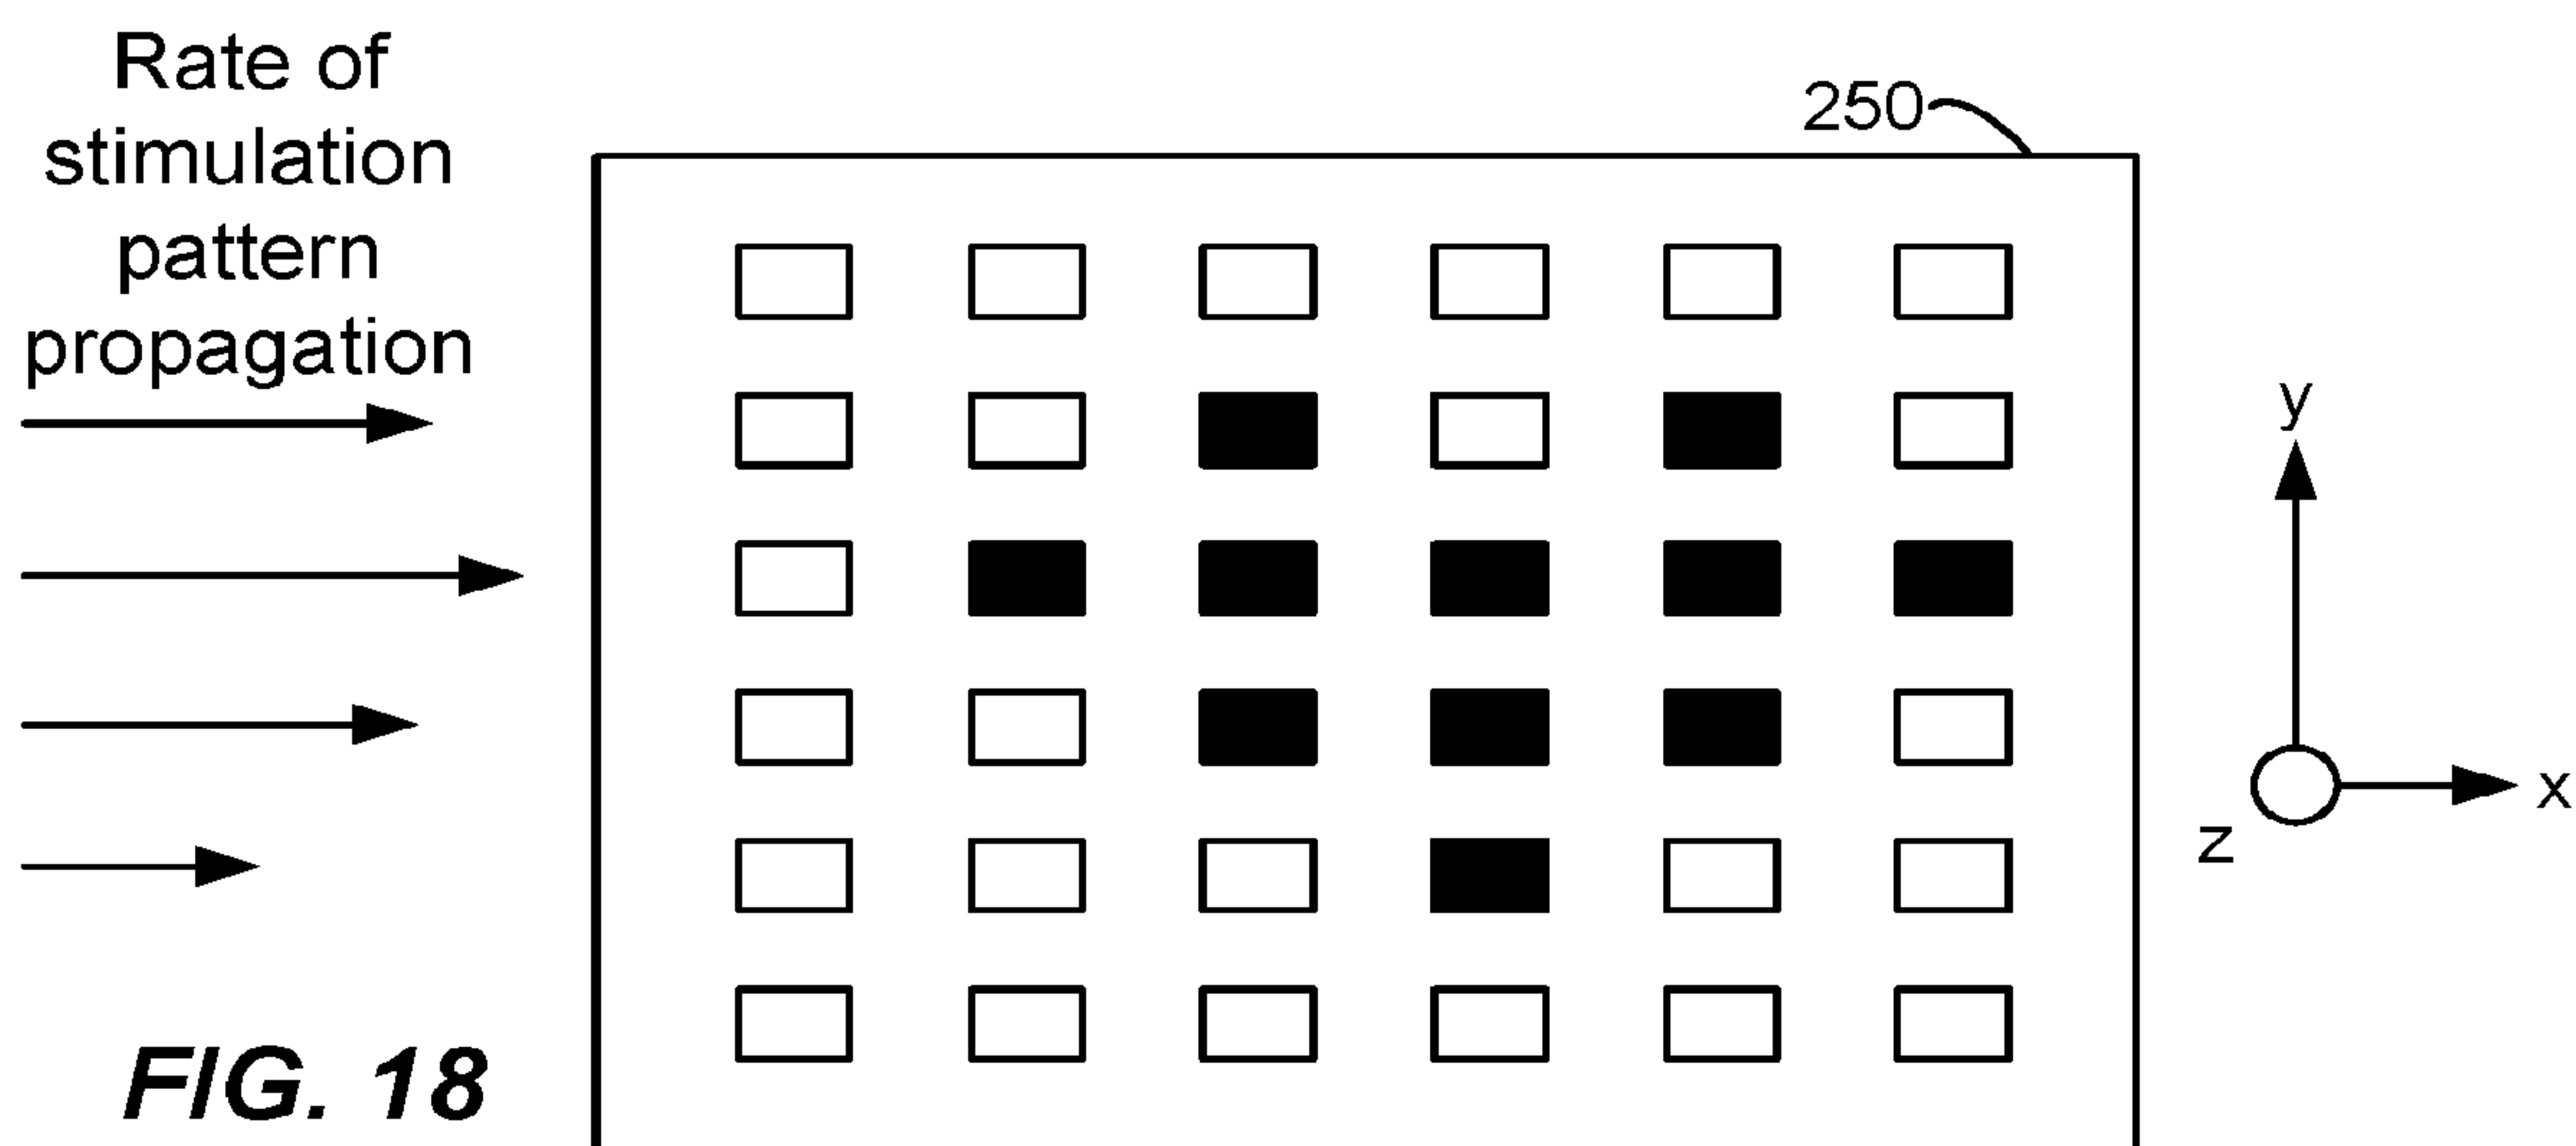 Rate of
stimulation
pattern
propagation
250
y
x
z
FIG. 18